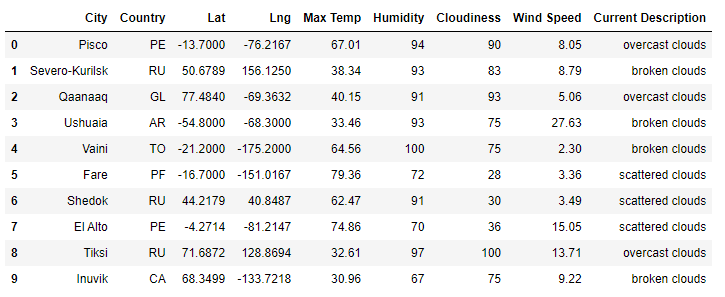 City Country Lat Lng Max Temp Humidity Cloudiness Wind Speed Current Description
0 Pisco PE -13.7000 -76.2167 67.01 94 90 8.05 overcast clouds
1 Severo-Kurilsk RU 50.6789 156.1250 38.34 93 83 8.79 broken clouds
2 Qaanaaq GL 77.4840 -69.3632 40.15 91 93 5.06 overcast clouds
3 Ushuaia AR -54.8000 -68.3000 33.46 93 75 27.63 broken clouds
4 Vaini TO -21.2000 -175.2000 64.56 100 75 2.30 broken clouds
5 Fare PF -16.7000 -151.0167 79.36 72 28 3.36 scattered clouds
6 Shedok RU 44.2179 40.8487 62.47 91 30 3.49 scattered clouds
7 El Alto PE -4.2714 -81.2147 74.86 70 36 15.05 scattered clouds
8 Tiksi RU 71.6872 128.8694 32.61 97 100 13.71 overcast clouds
9 Inuvik CA 68.3499 -133.7218 30.96 67 75 9.22 broken clouds